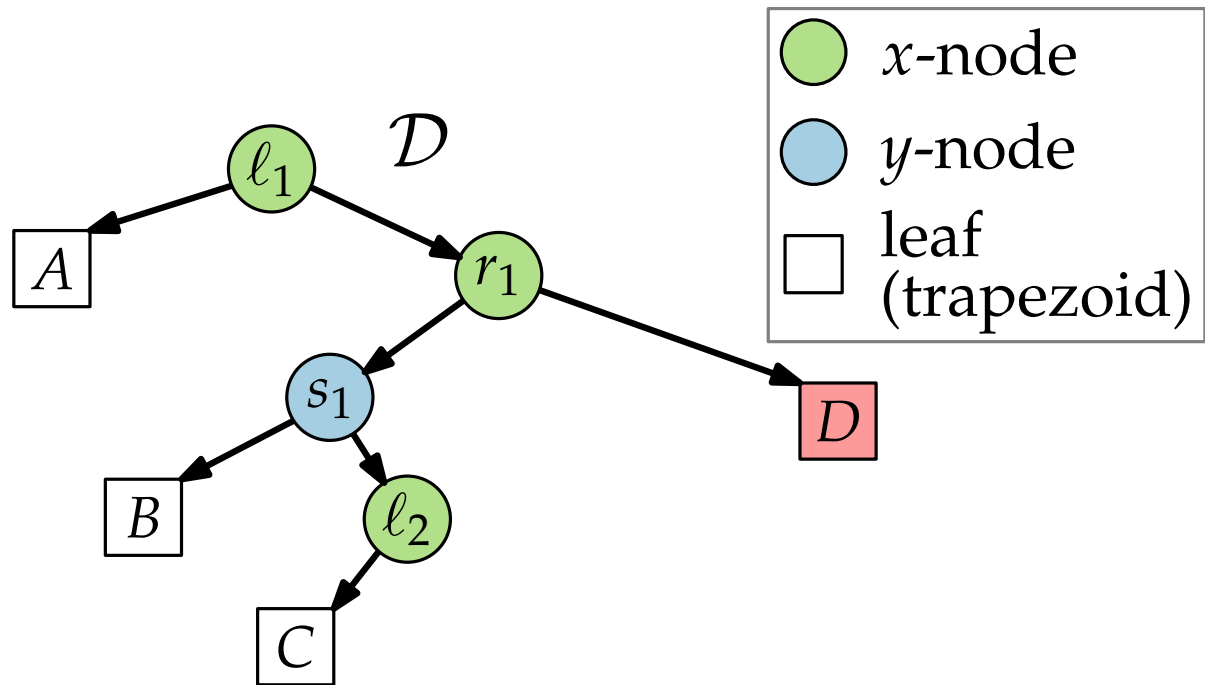 x-node
y-node
leaf
(trapezoid)
𝒟
ℓ₁
A
r₁
s₁
D
B
ℓ₂
C